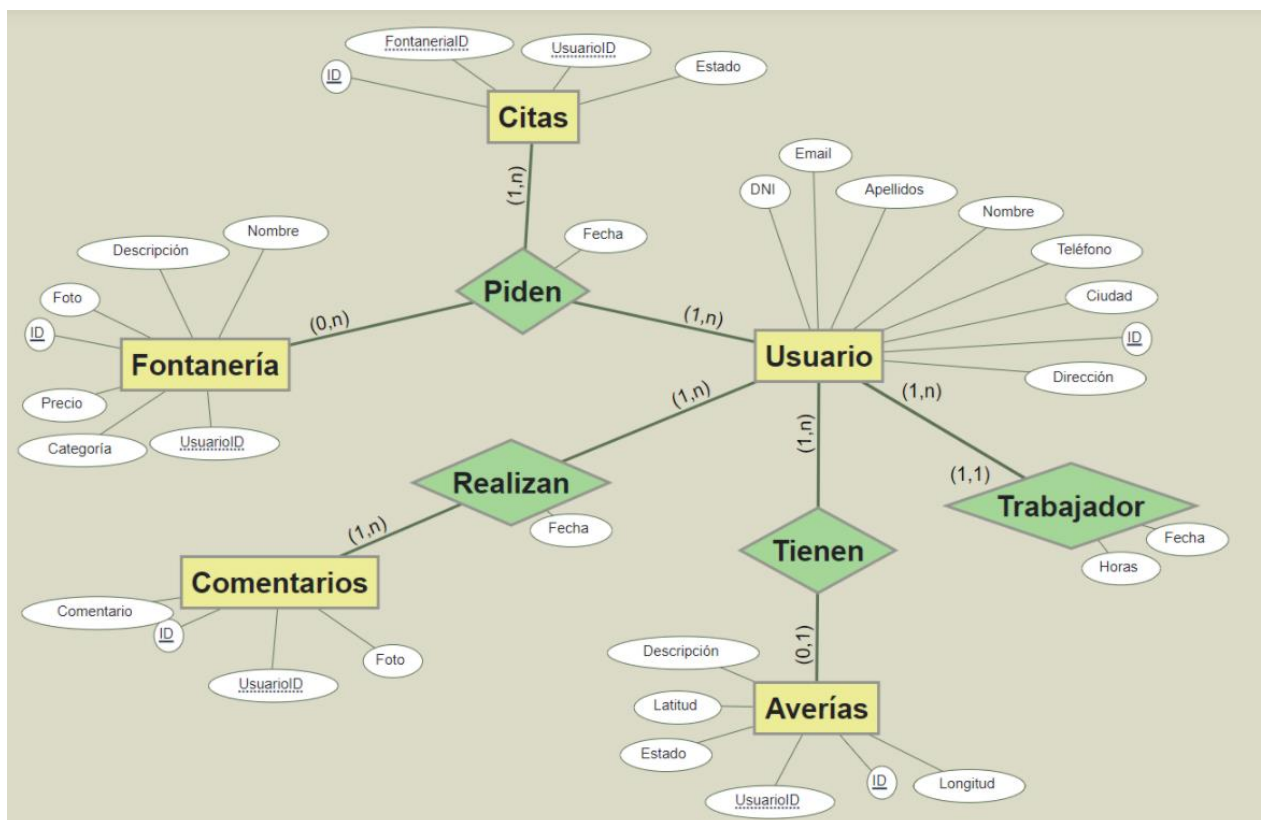 FontaneriaID
UsuarioID
ID
Estado
Citas
(1,n)
Email
DNI
Apellidos
Nombre
Teléfono
Ciudad
ID
Dirección
Usuario
Fecha
Piden
(0,n)
(1,n)
Nombre
Descripción
Foto
ID
Fontanería
Precio
Categoría
UsuarioID
(1,n)
Realizan
Fecha
(1,n)
Comentarios
Comentario
ID
UsuarioID
Foto
(1,n)
Tienen
(0,1)
(1,n)
(1,1)
Trabajador
Fecha
Horas
Descripción
Latitud
Averías
Estado
UsuarioID
ID
Longitud